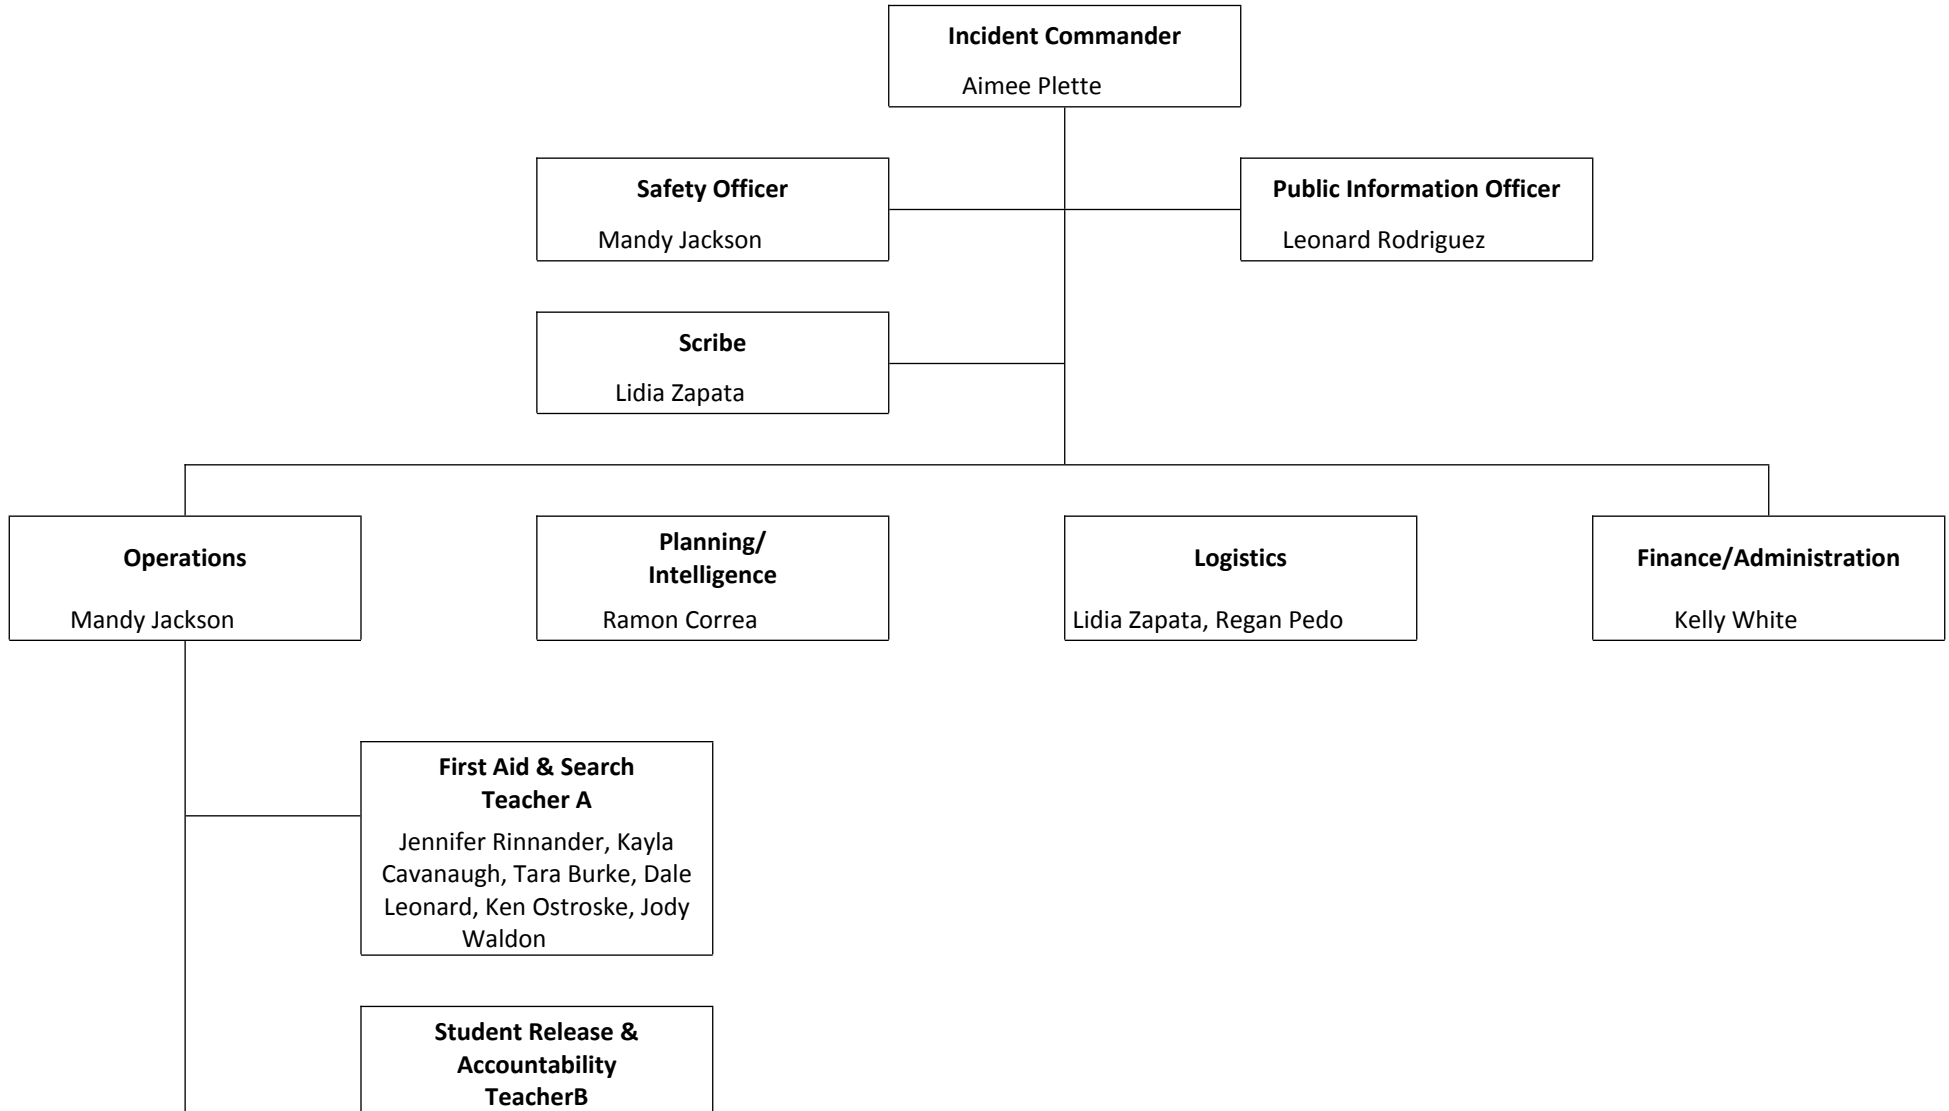 Incident Commander
Aimee Plette
Safety Officer
Mandy Jackson
Public Information Officer
Leonard Rodriguez
Scribe
Lidia Zapata
Operations
Mandy Jackson
Planning/
Intelligence
Ramon Correa
Logistics
Lidia Zapata, Regan Pedo
Finance/Administration
Kelly White
First Aid & Search
Teacher A
Jennifer Rinnander, Kayla
Cavanaugh, Tara Burke, Dale
Leonard, Ken Ostroske, Jody
Waldon
Student Release &
Accountability
TeacherB